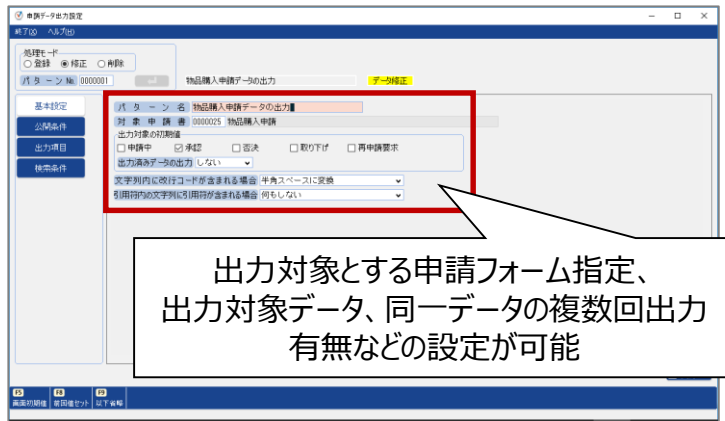 申請データ出力設定
終了(X) ヘルプ(H)
処理モード
登録 修正 削除
パターン№ 0000001 物品購入申請データの出力 データ修正
基本設定
公開条件
出力項目
検索条件
パターン名 物品購入申請データの出力
対象申請書 0000025 物品購入申請
出力対象の初期値
申請中 承認 否決 取り下げ 再申請要求
出力済みデータの出力 しない
文字列内に改行コードが含まれる場合 半角スペースに変換
引用符内の文字列に引用符が含まれる場合 何もしない
出力対象とする申請フォーム指定、
出力対象データ、同一データの複数回出力
有無などの設定が可能
F5 F8 F9
画面初期値 前回値セット 以下省略